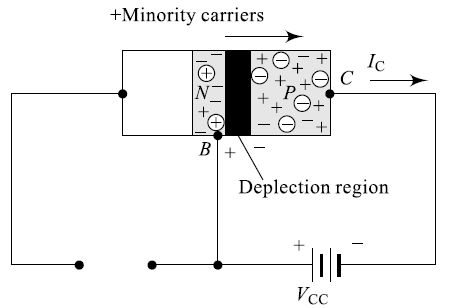 +Minority carriers
I_C
C
N
P
B
+ −
Deplection region
+ −
V_CC